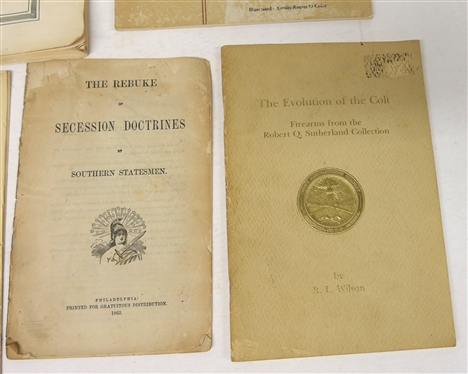 THE REBUKE
OF
SECESSION DOCTRINES
BY
SOUTHERN STATESMEN.
PHILADELPHIA:
PRINTED FOR GRATUITOUS DISTRIBUTION.
1863.
The Evolution of the Colt
Firearms from the
Robert Q. Sutherland Collection
by
R. L. Wilson